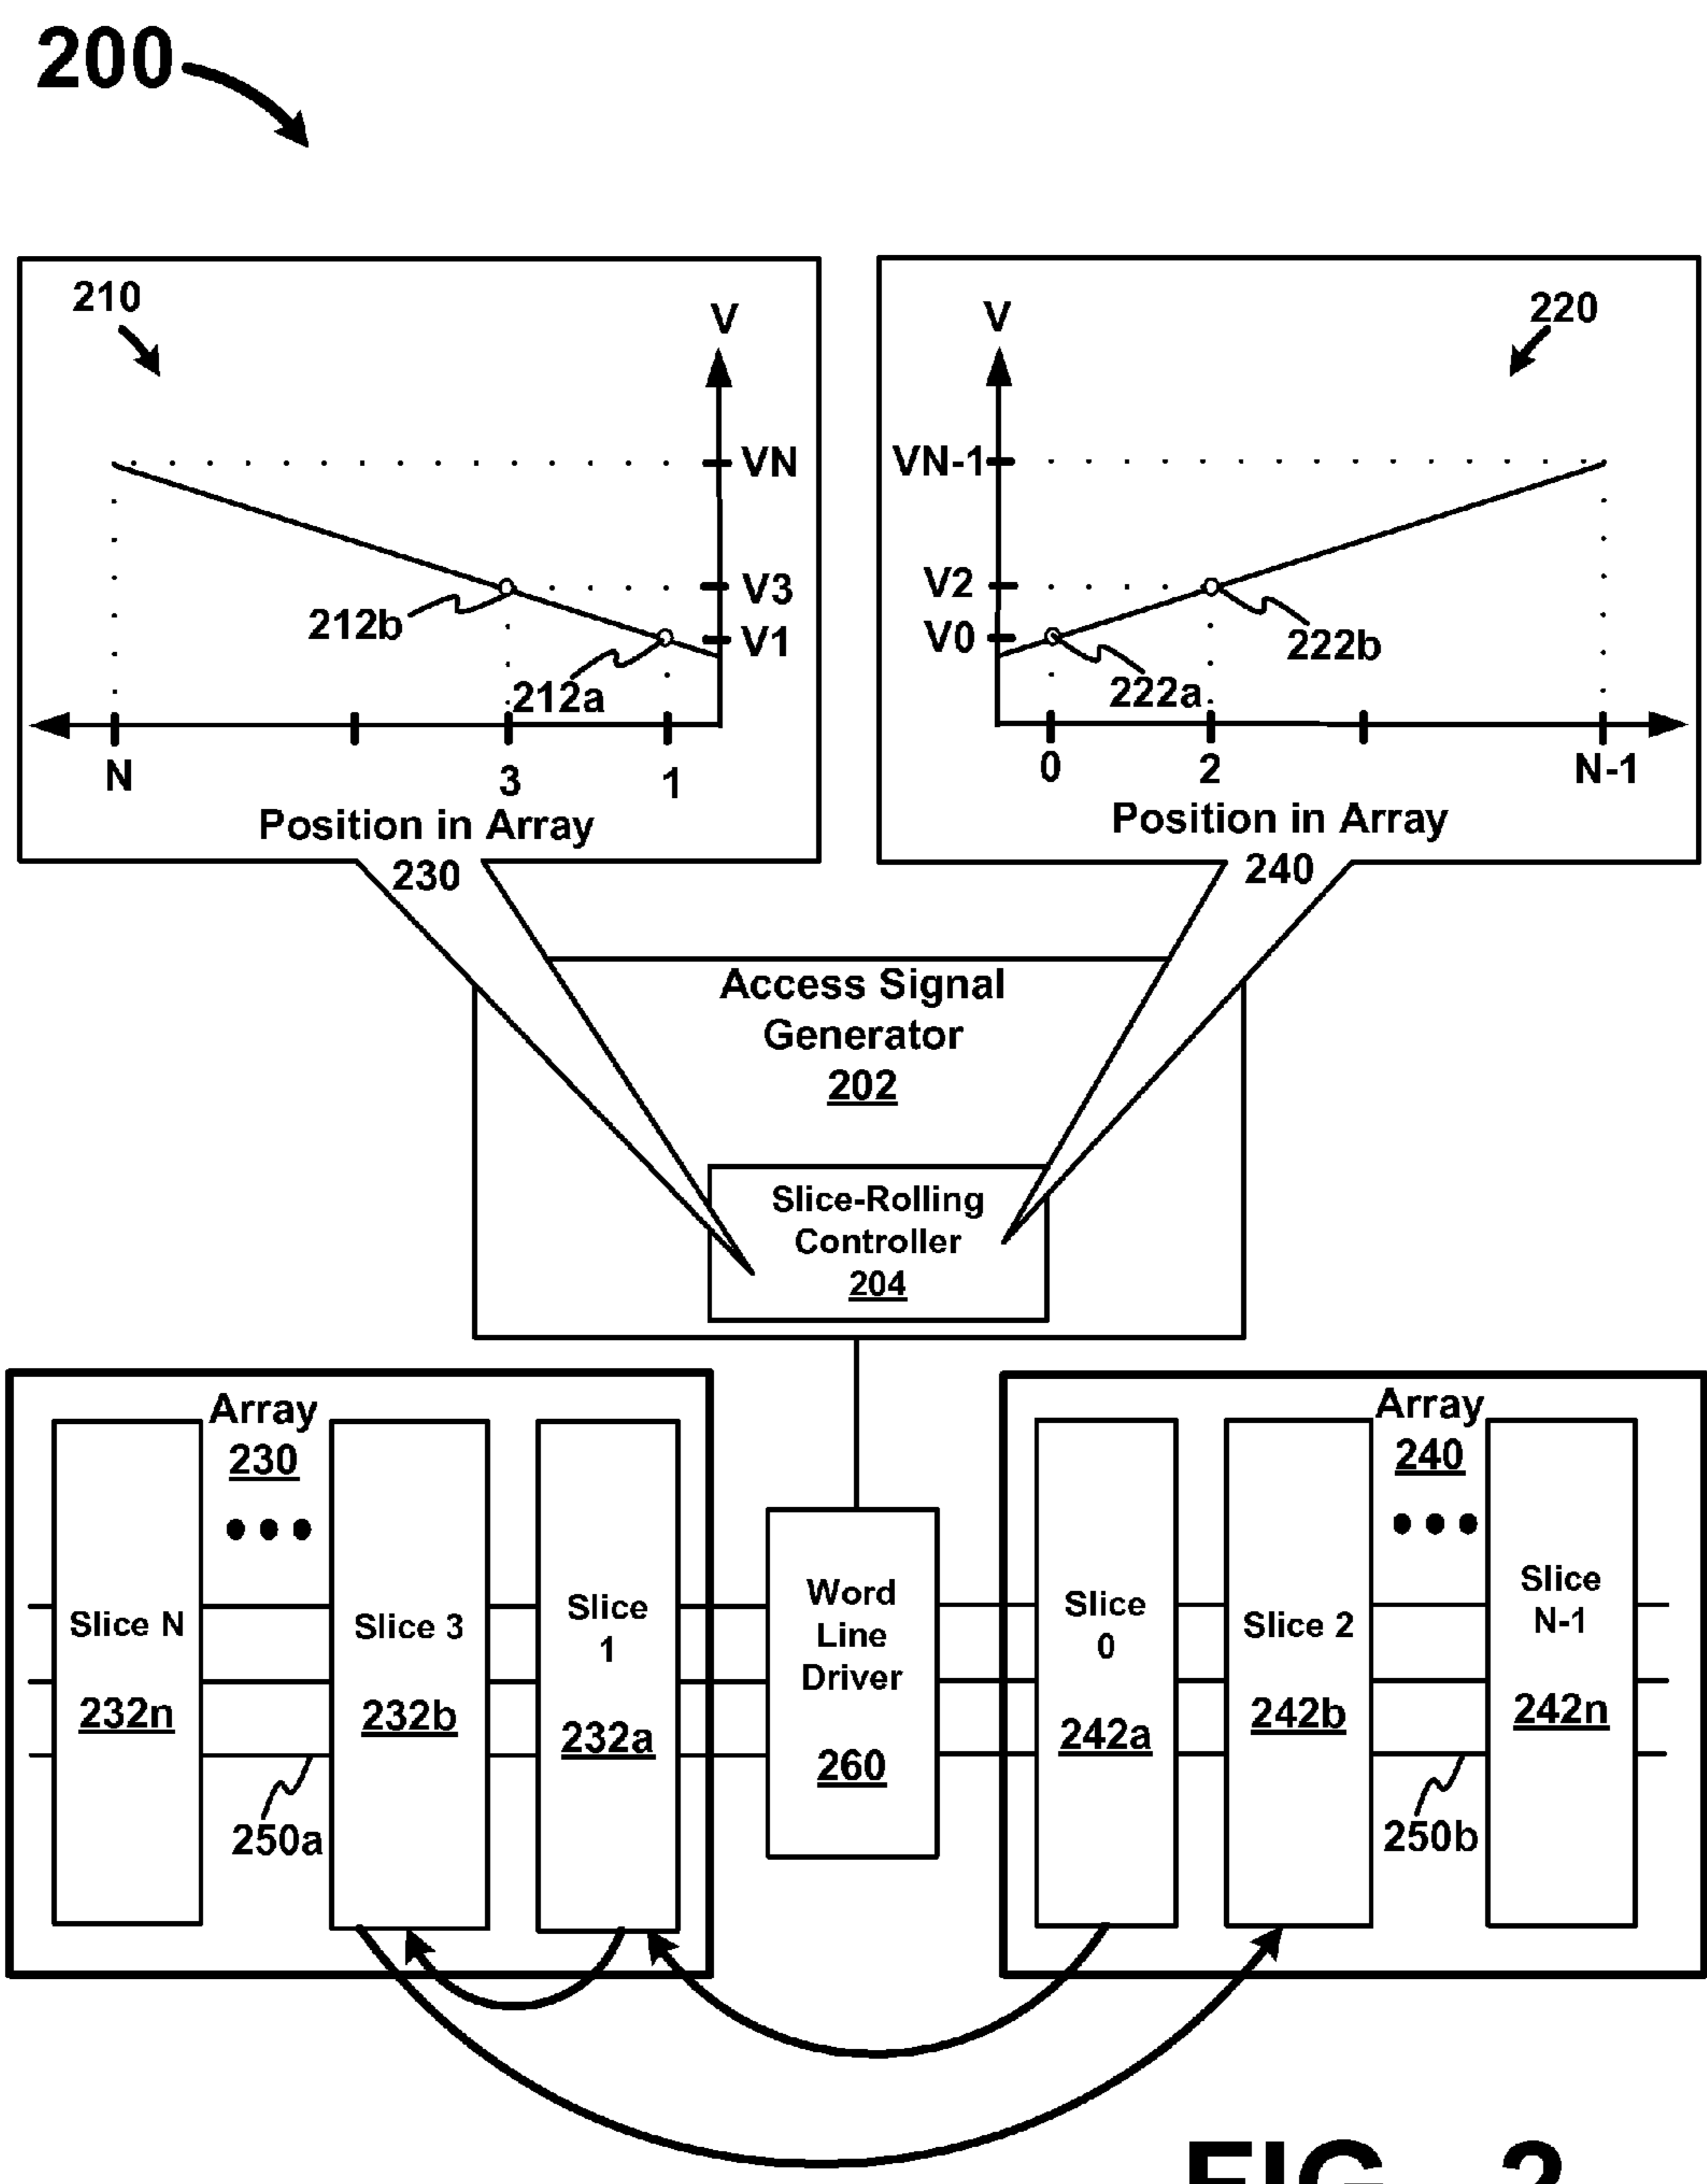 200
210
V
VN
V3
V1
212b
212a
N
3
1
Position in Array
230
220
V
VN-1
V2
V0
222b
222a
0
2
N-1
Position in Array
240
Access Signal
Generator
202
Slice-Rolling
Controller
204
Array
230
Slice N
232n
Slice 3
232b
Slice
1
232a
250a
Word
Line
Driver
260
Array
240
Slice
0
242a
Slice 2
242b
Slice
N-1
242n
250b
FIG. 2